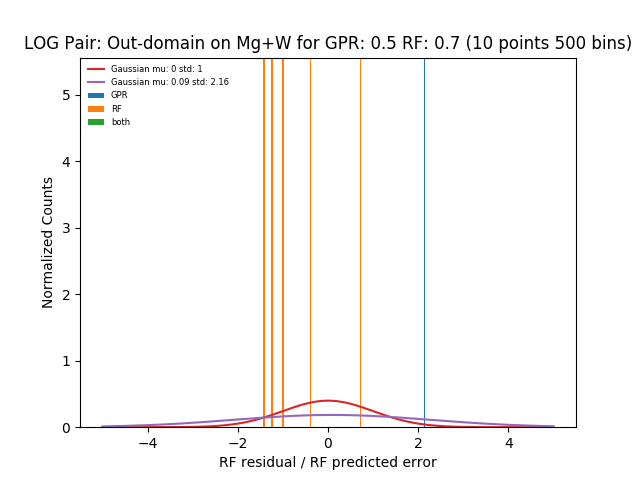 LOG Pair: Out-domain on Mg+W for GPR: 0.5 RF: 0.7 (10 points 500 bins)
Gaussian mu: 0 std: 1
Gaussian mu: 0.09 std: 2.16
GPR
RF
both
5
4
3
2
1
0
Normalized Counts
−4 −2 0 2 4
RF residual / RF predicted error